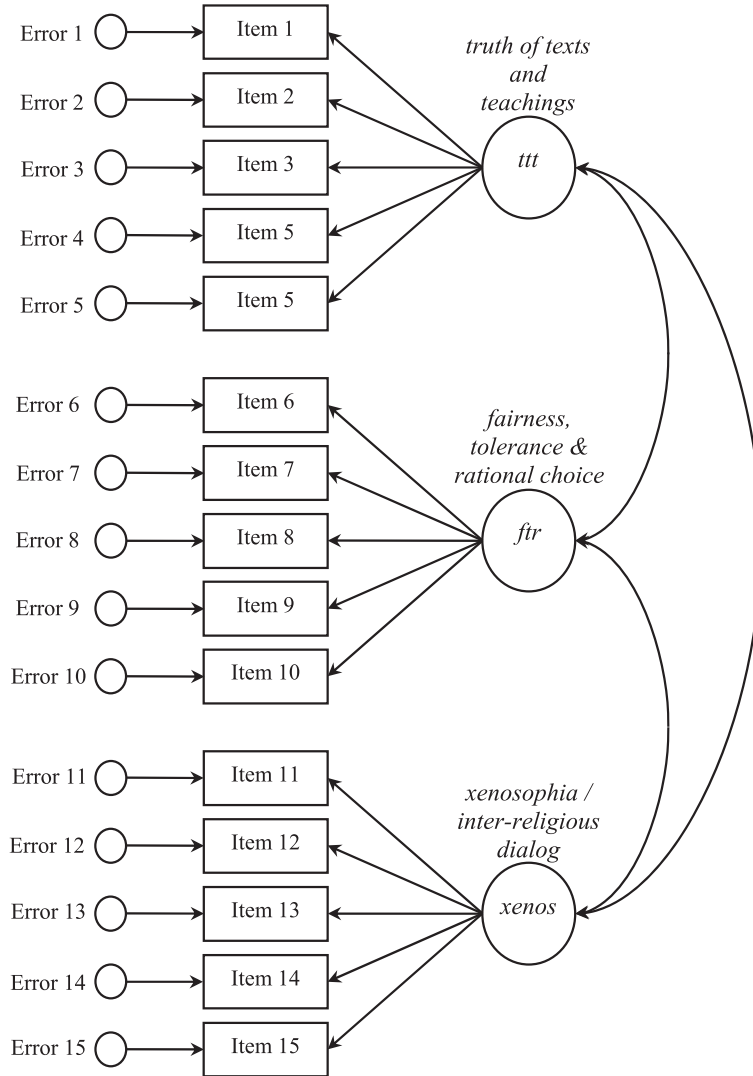 Error 1
Item 1
truth of texts
and
teachings
Error 2
Item 2
Error 3
Item 3
ttt
Error 4
Item 5
Error 5
Item 5
Error 6
Item 6
fairness,
tolerance &
rational choice
Error 7
Item 7
Error 8
Item 8
ftr
Error 9
Item 9
Error 10
Item 10
Error 11
Item 11
xenosophia /
inter-religious
dialog
Error 12
Item 12
Error 13
Item 13
xenos
Error 14
Item 14
Error 15
Item 15